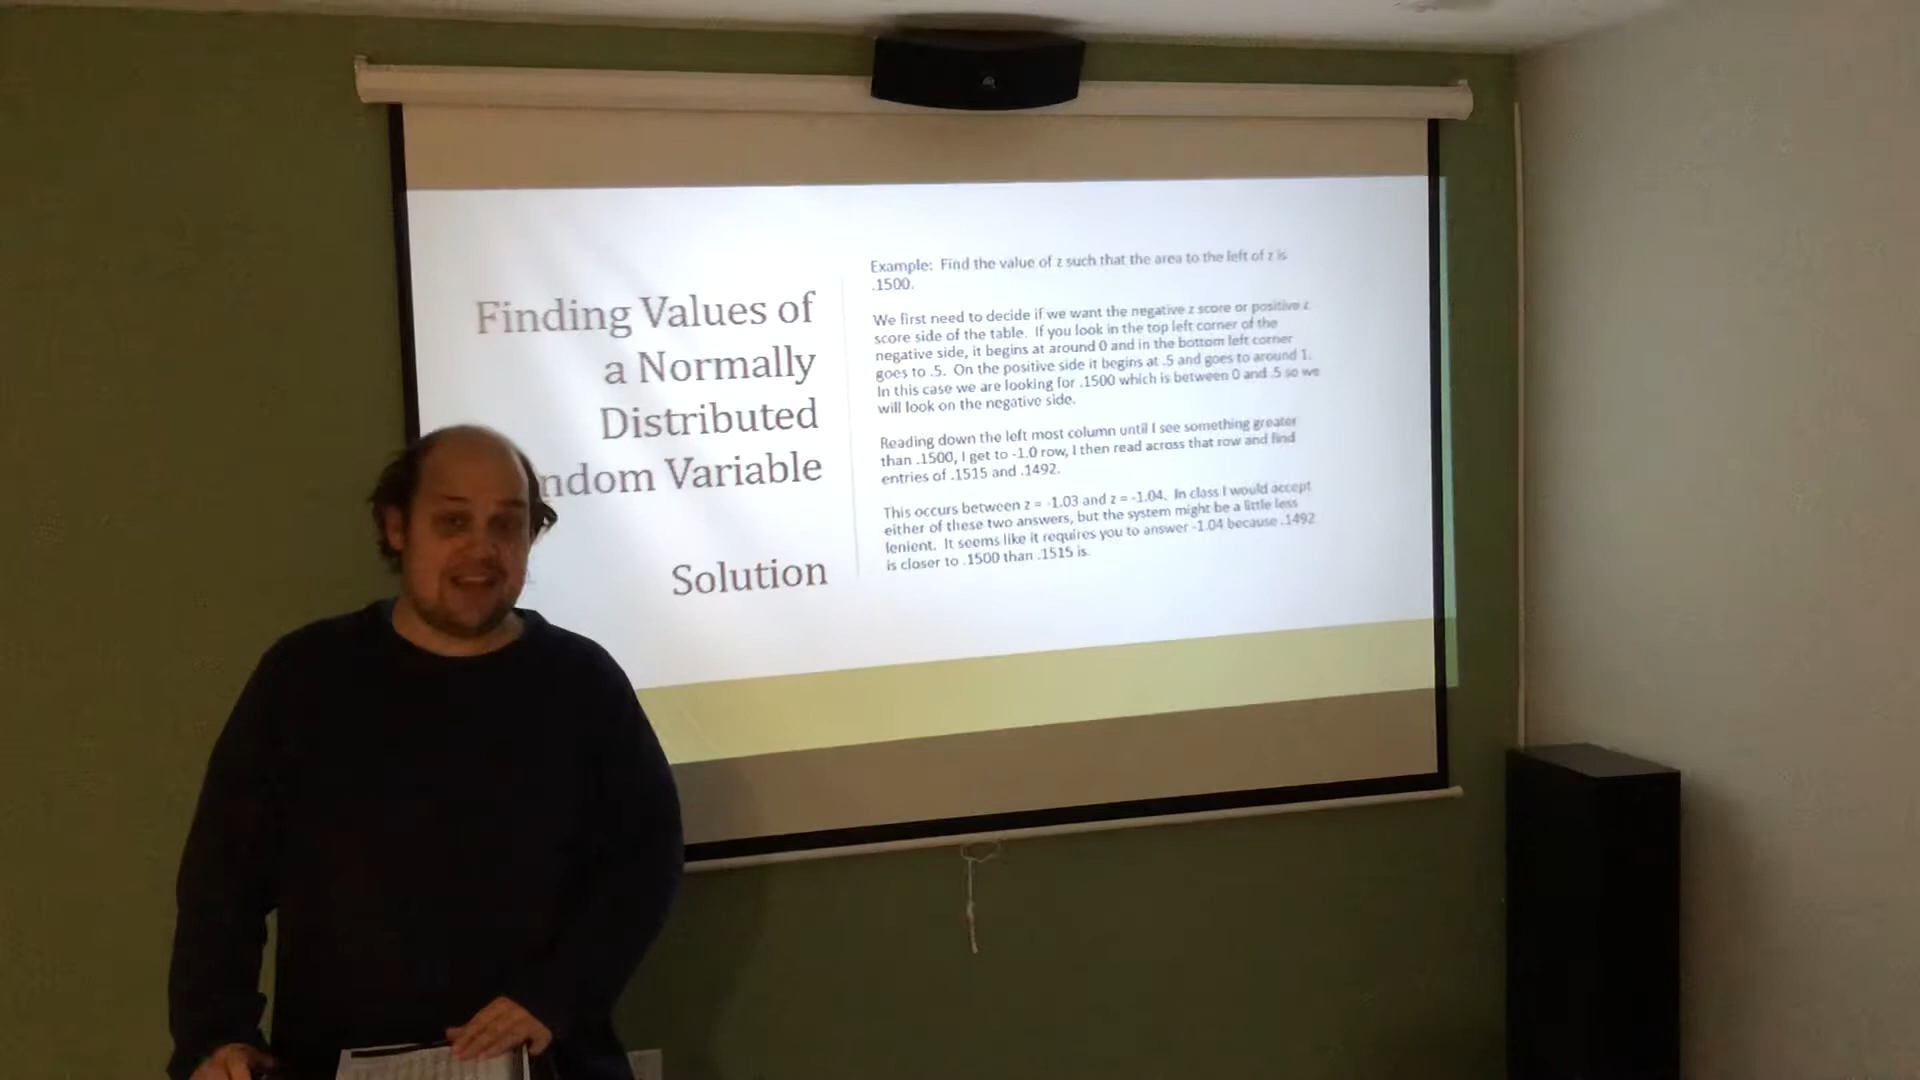 Finding Values of
a Normally
Distributed
ndom Variable
Solution
Example: Find the value of z such that the area to the left of z is
.1500.
We first need to decide if we want the negative z score or positive z
score side of the table. If you look in the top left corner of the
negative side, it begins at around 0 and in the bottom left corner
goes to .5. On the positive side it begins at .5 and goes to around 1.
In this case we are looking for .1500 which is between 0 and .5 so we
will look on the negative side.
Reading down the left most column until I see something greater
than .1500, I get to -1.0 row, I then read across that row and find
entries of .1515 and .1492.
This occurs between z = -1.03 and z = -1.04. In class I would accept
either of these two answers, but the system might be a little less
lenient. It seems like it requires you to answer -1.04 because .1492
is closer to .1500 than .1515 is.